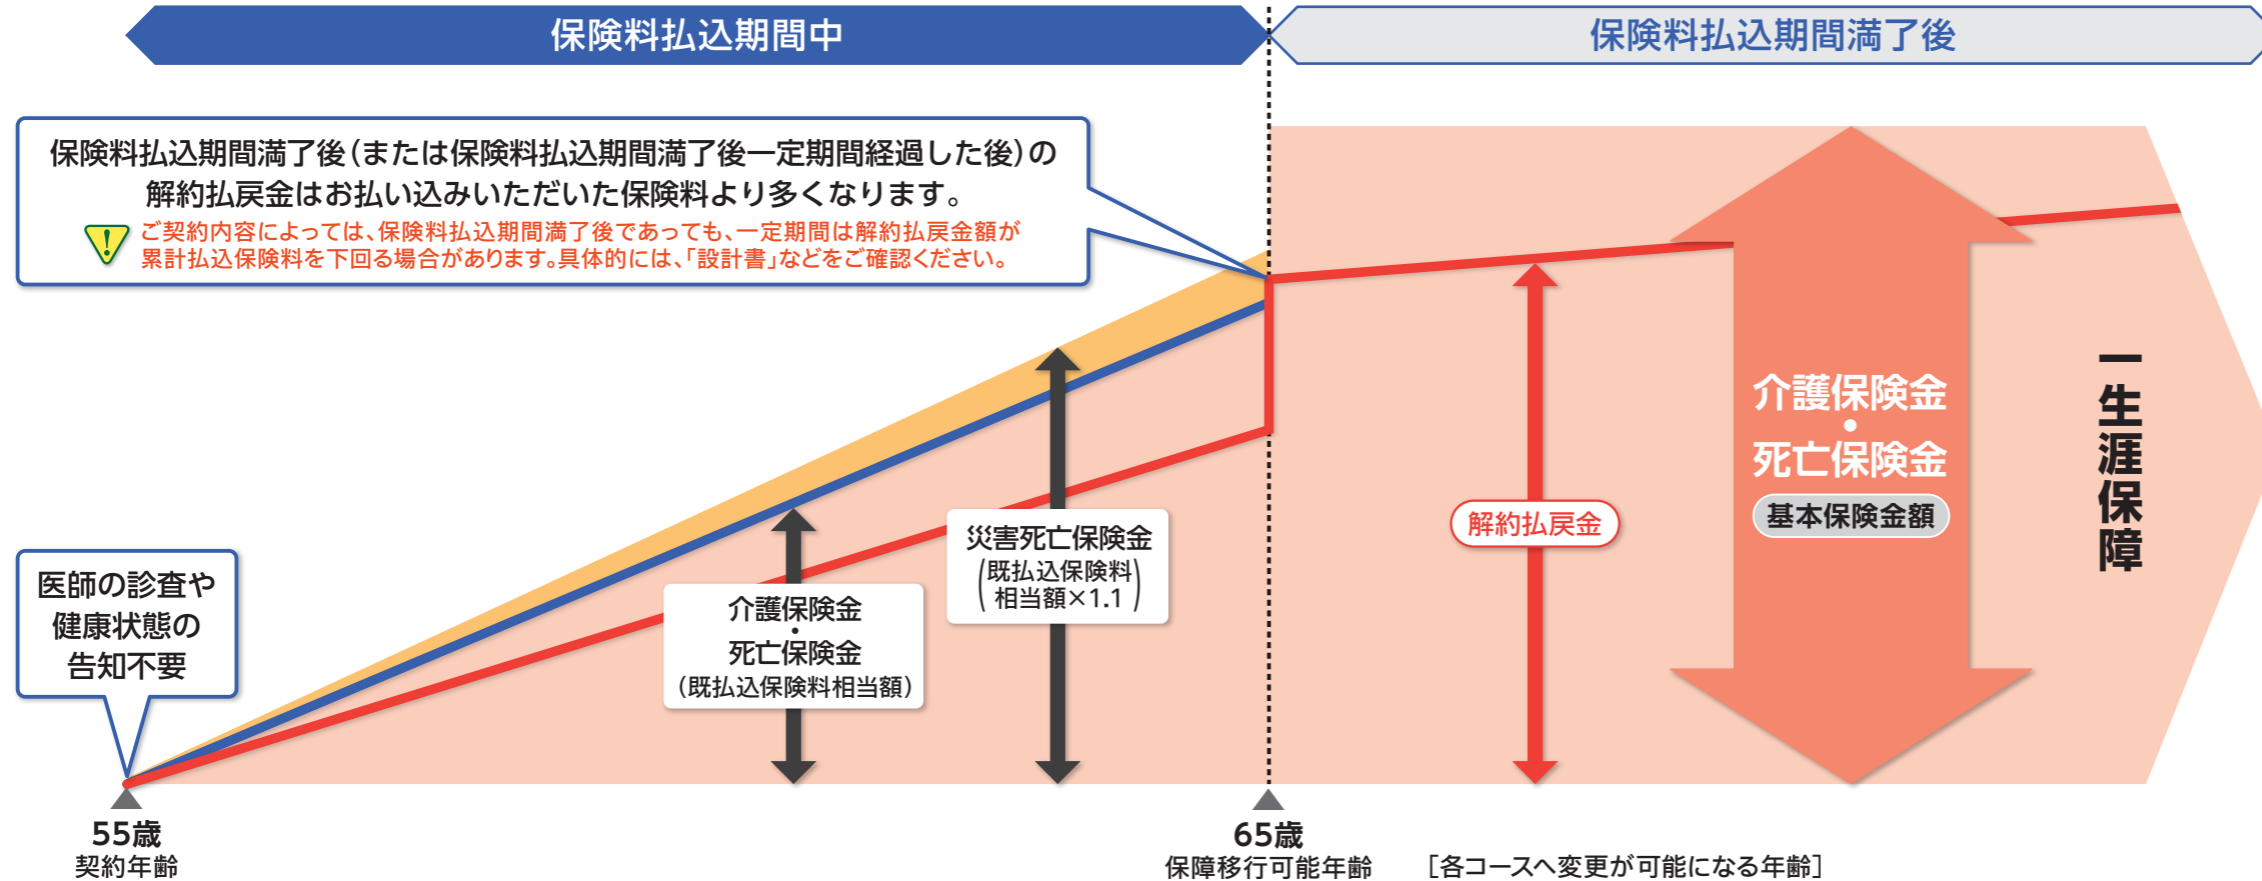 保険料払込期間中
保険料払込期間満了後
保険料払込期間満了後(または保険料払込期間満了後一定期間経過した後)の
解約払戻金はお払い込みいただいた保険料より多くなります。
ご契約内容によっては、保険料払込期間満了後であっても、一定期間は解約払戻金額が
累計払込保険料を下回る場合があります。具体的には、「設計書」などをご確認ください。
医師の診査や
健康状態の
告知不要
介護保険金
・
死亡保険金
(既払込保険料相当額)
災害死亡保険金
(既払込保険料
相当額×1.1)
解約払戻金
介護保険金
・
死亡保険金
基本保険金額
一生涯保障
55歳
契約年齢
65歳
保障移行可能年齢 [各コースへ変更が可能になる年齢]